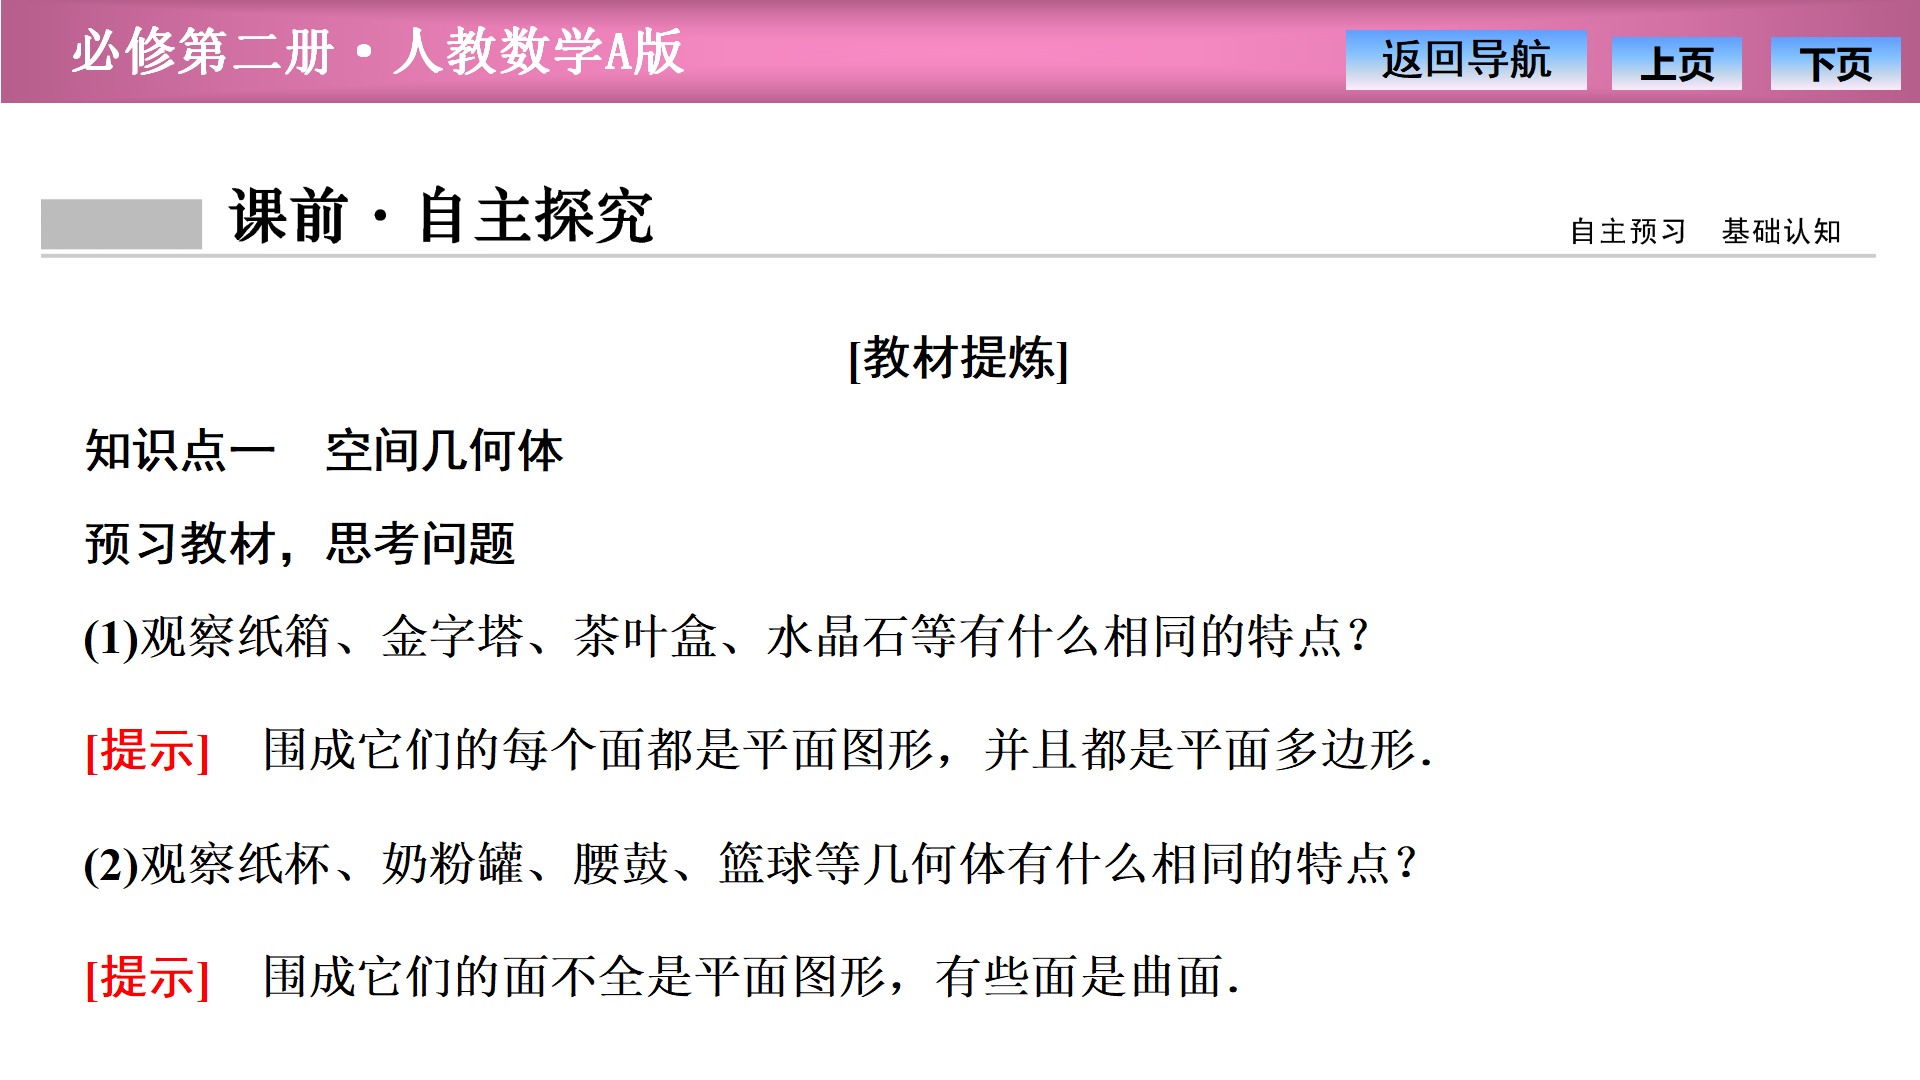 必修第二册·人教数学A版
返回导航 上页 下页
课前·自主探究
自主预习 基础认知
[教材提炼]
知识点一 空间几何体
预习教材，思考问题
(1)观察纸箱、金字塔、茶叶盒、水晶石等有什么相同的特点？
[提示] 围成它们的每个面都是平面图形，并且都是平面多边形．
(2)观察纸杯、奶粉罐、腰鼓、篮球等几何体有什么相同的特点？
[提示] 围成它们的面不全是平面图形，有些面是曲面．